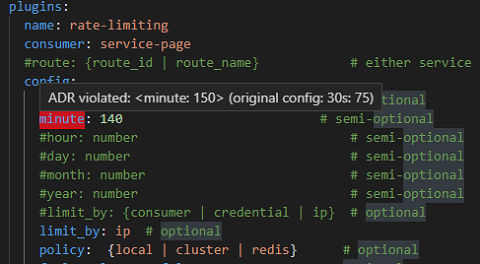 plugins:
name: rate-limiting
consumer: service-page
#route: {route_id | route_name} # either service
config:
ADR violated: <minute: 150> (original config: 30s: 75)
tional
minute: 140 # semi-optional
#hour: number # semi-optional
#day: number # semi-optional
#month: number # semi-optional
#year: number # semi-optional
#limit_by: {consumer | credential | ip} # optional
limit_by: ip # optional
policy: {local | cluster | redis} # optional